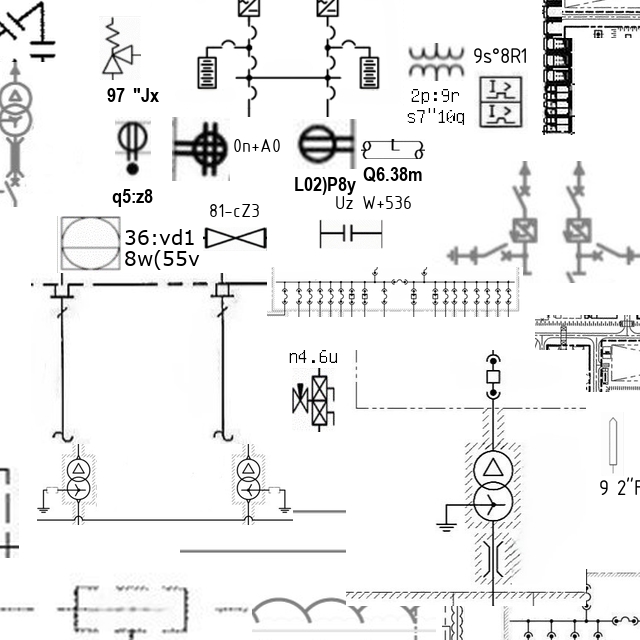 9s°8R1
97 "Jx
2p:9r
s7"10q
0n+A0
L02)P8y
Q6.38m
q5:z8
Uz W+536
81-cZ3
36:vd1
8w(55v
n4.6u
9 2"F